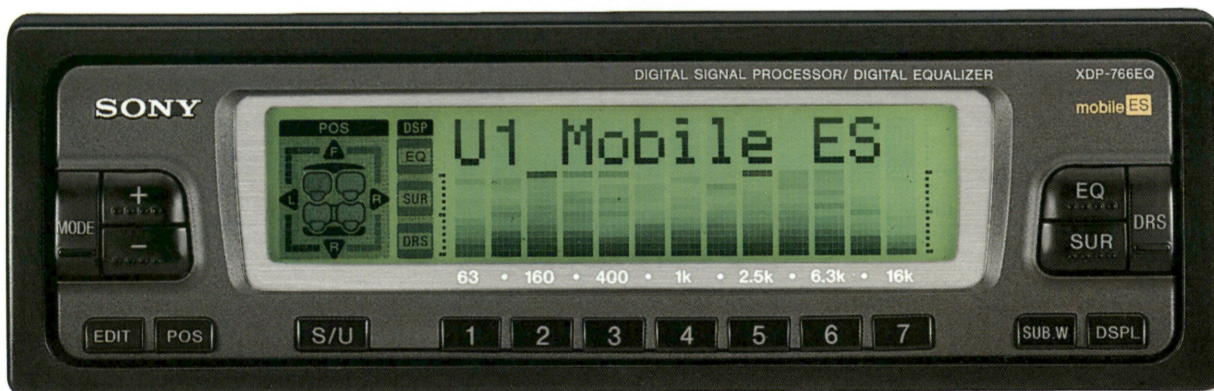 DIGITAL SIGNAL PROCESSOR/ DIGITAL EQUALIZER XDP-766EQ
SONY
mobile ES
POS
DSP
U1 Mobile ES
F
EQ
L R
SUR
R
DRS
MODE
+
−
EQ
SUR
DRS
63 • 160 • 400 • 1k • 2.5k • 6.3k • 16k
EDIT POS S/U 1 2 3 4 5 6 7 SUB.W DSPL